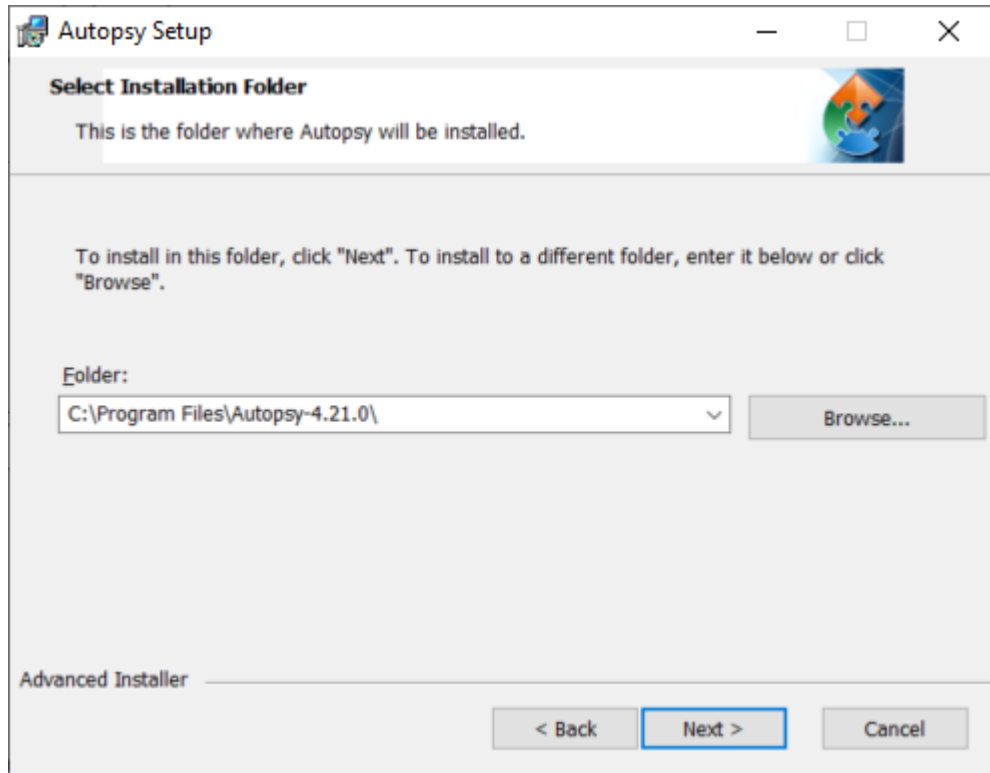 Autopsy Setup
Select Installation Folder
This is the folder where Autopsy will be installed.
To install in this folder, click "Next". To install to a different folder, enter it below or click
"Browse".
Folder:
C:\Program Files\Autopsy-4.21.0\
Browse...
Advanced Installer
< Back
Next >
Cancel